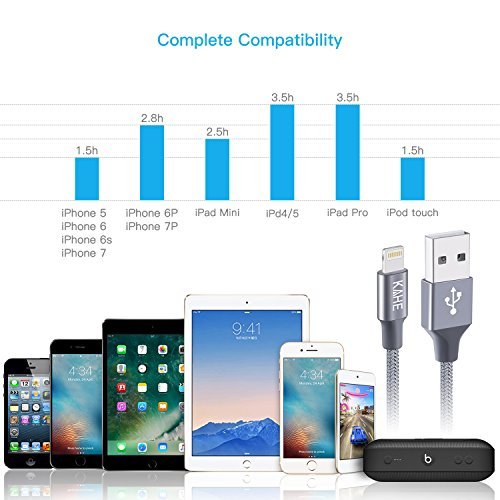 Complete Compatibility
3.5h
3.5h
2.8h
2.5h
1.5h
1.5h
iPhone 5
iPhone 6
iPhone 6s
iPhone 7
iPhone 6P
iPhone 7P
iPad Mini
iPd4/5
iPad Pro
iPod touch
KAHE
9:41
b